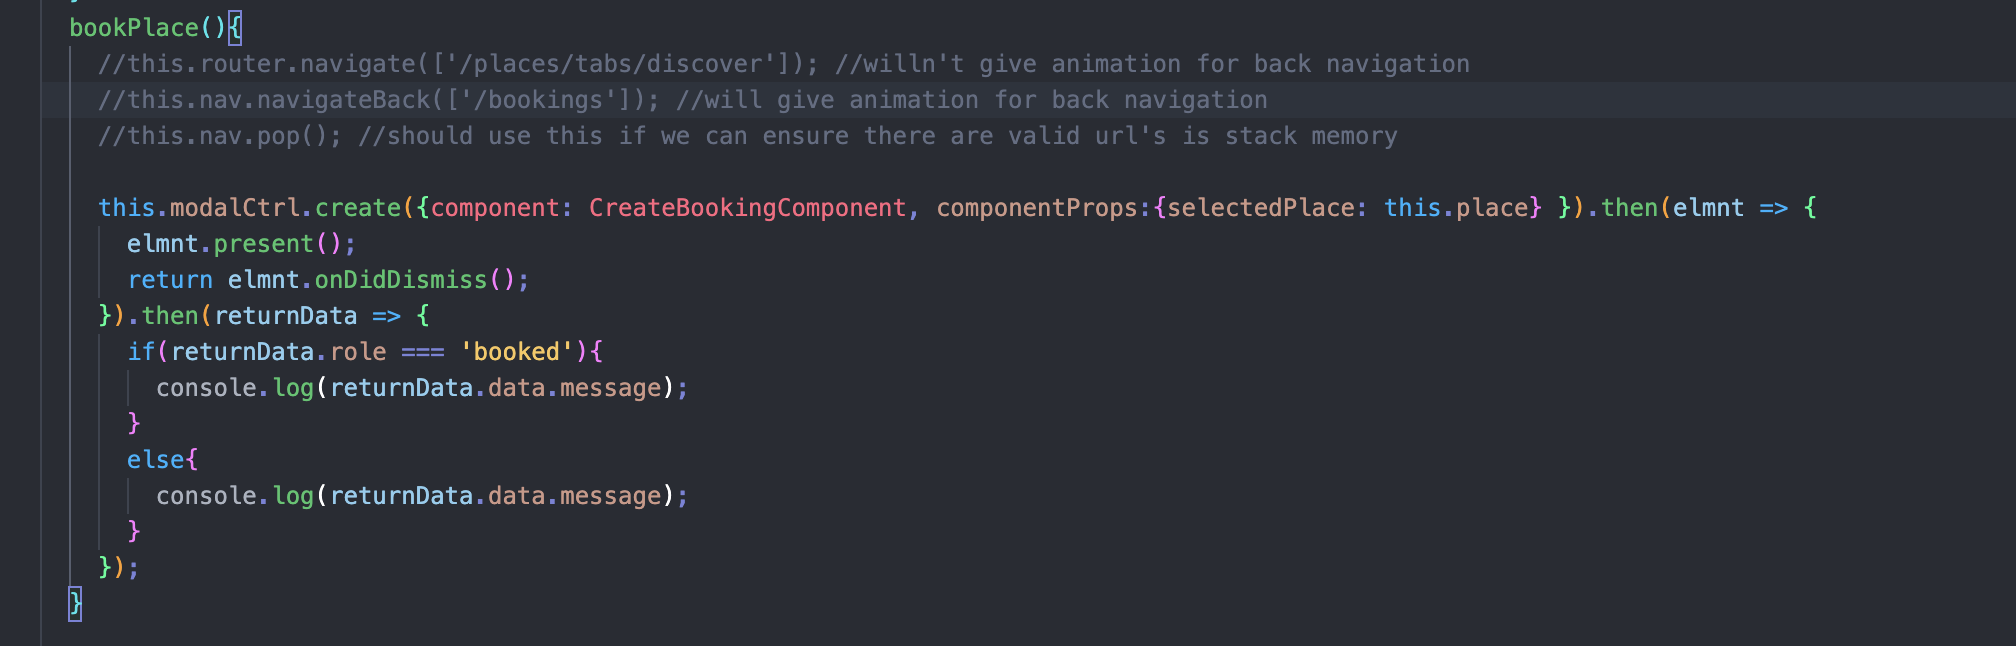 bookPlace(){
//this.router.navigate(['/places/tabs/discover']); //willn't give animation for back navigation
//this.nav.navigateBack(['/bookings']); //will give animation for back navigation
//this.nav.pop(); //should use this if we can ensure there are valid url's is stack memory
this.modalCtrl.create({component: CreateBookingComponent, componentProps:{selectedPlace: this.place} }).then(elmnt => {
elmnt.present();
return elmnt.onDidDismiss();
}).then(returnData => {
if(returnData.role === 'booked'){
console.log(returnData.data.message);
}
else{
console.log(returnData.data.message);
}
});
}